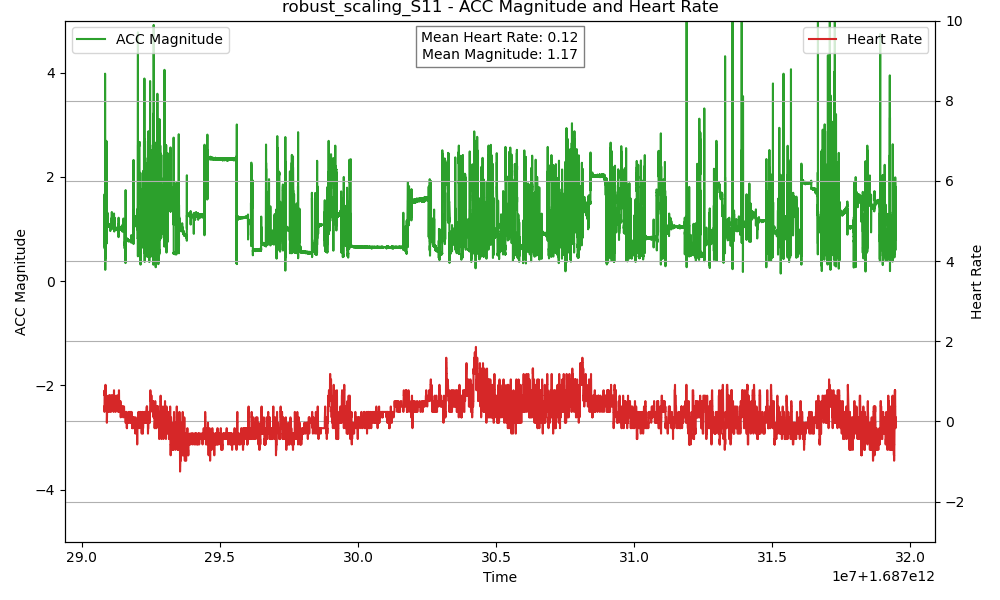 robust_scaling_S11 - ACC Magnitude and Heart Rate
ACC Magnitude
Mean Heart Rate: 0.12
Mean Magnitude: 1.17
Heart Rate
4
2
0
−2
−4
ACC Magnitude
10
8
6
4
2
0
−2
Heart Rate
29.0
29.5
30.0
30.5
31.0
31.5
32.0
Time
1e7+1.687e12